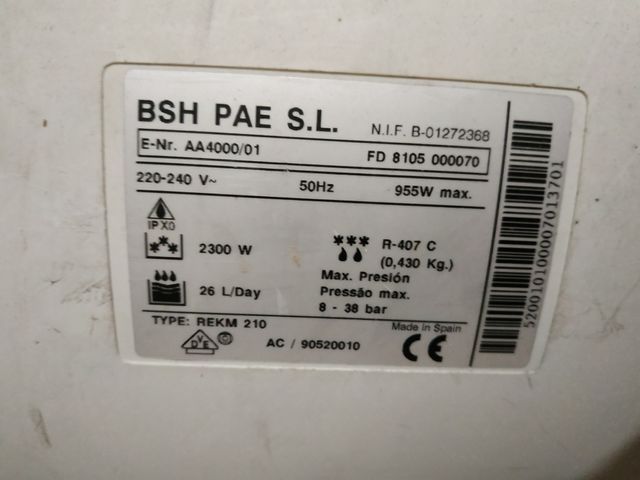 BSH PAE S.L. N.I.F. B-01272368
E-Nr. AA4000/01 FD 8105 000070
220-240 V~ 50Hz 955W max.
IP X0
2300 W R-407 C
(0,430 Kg.)
26 L/Day Max. Presión
Pressão max.
8 - 38 bar
TYPE: REKM 210 Made in Spain
DVE AC / 90520010 CE
5200101000007013701